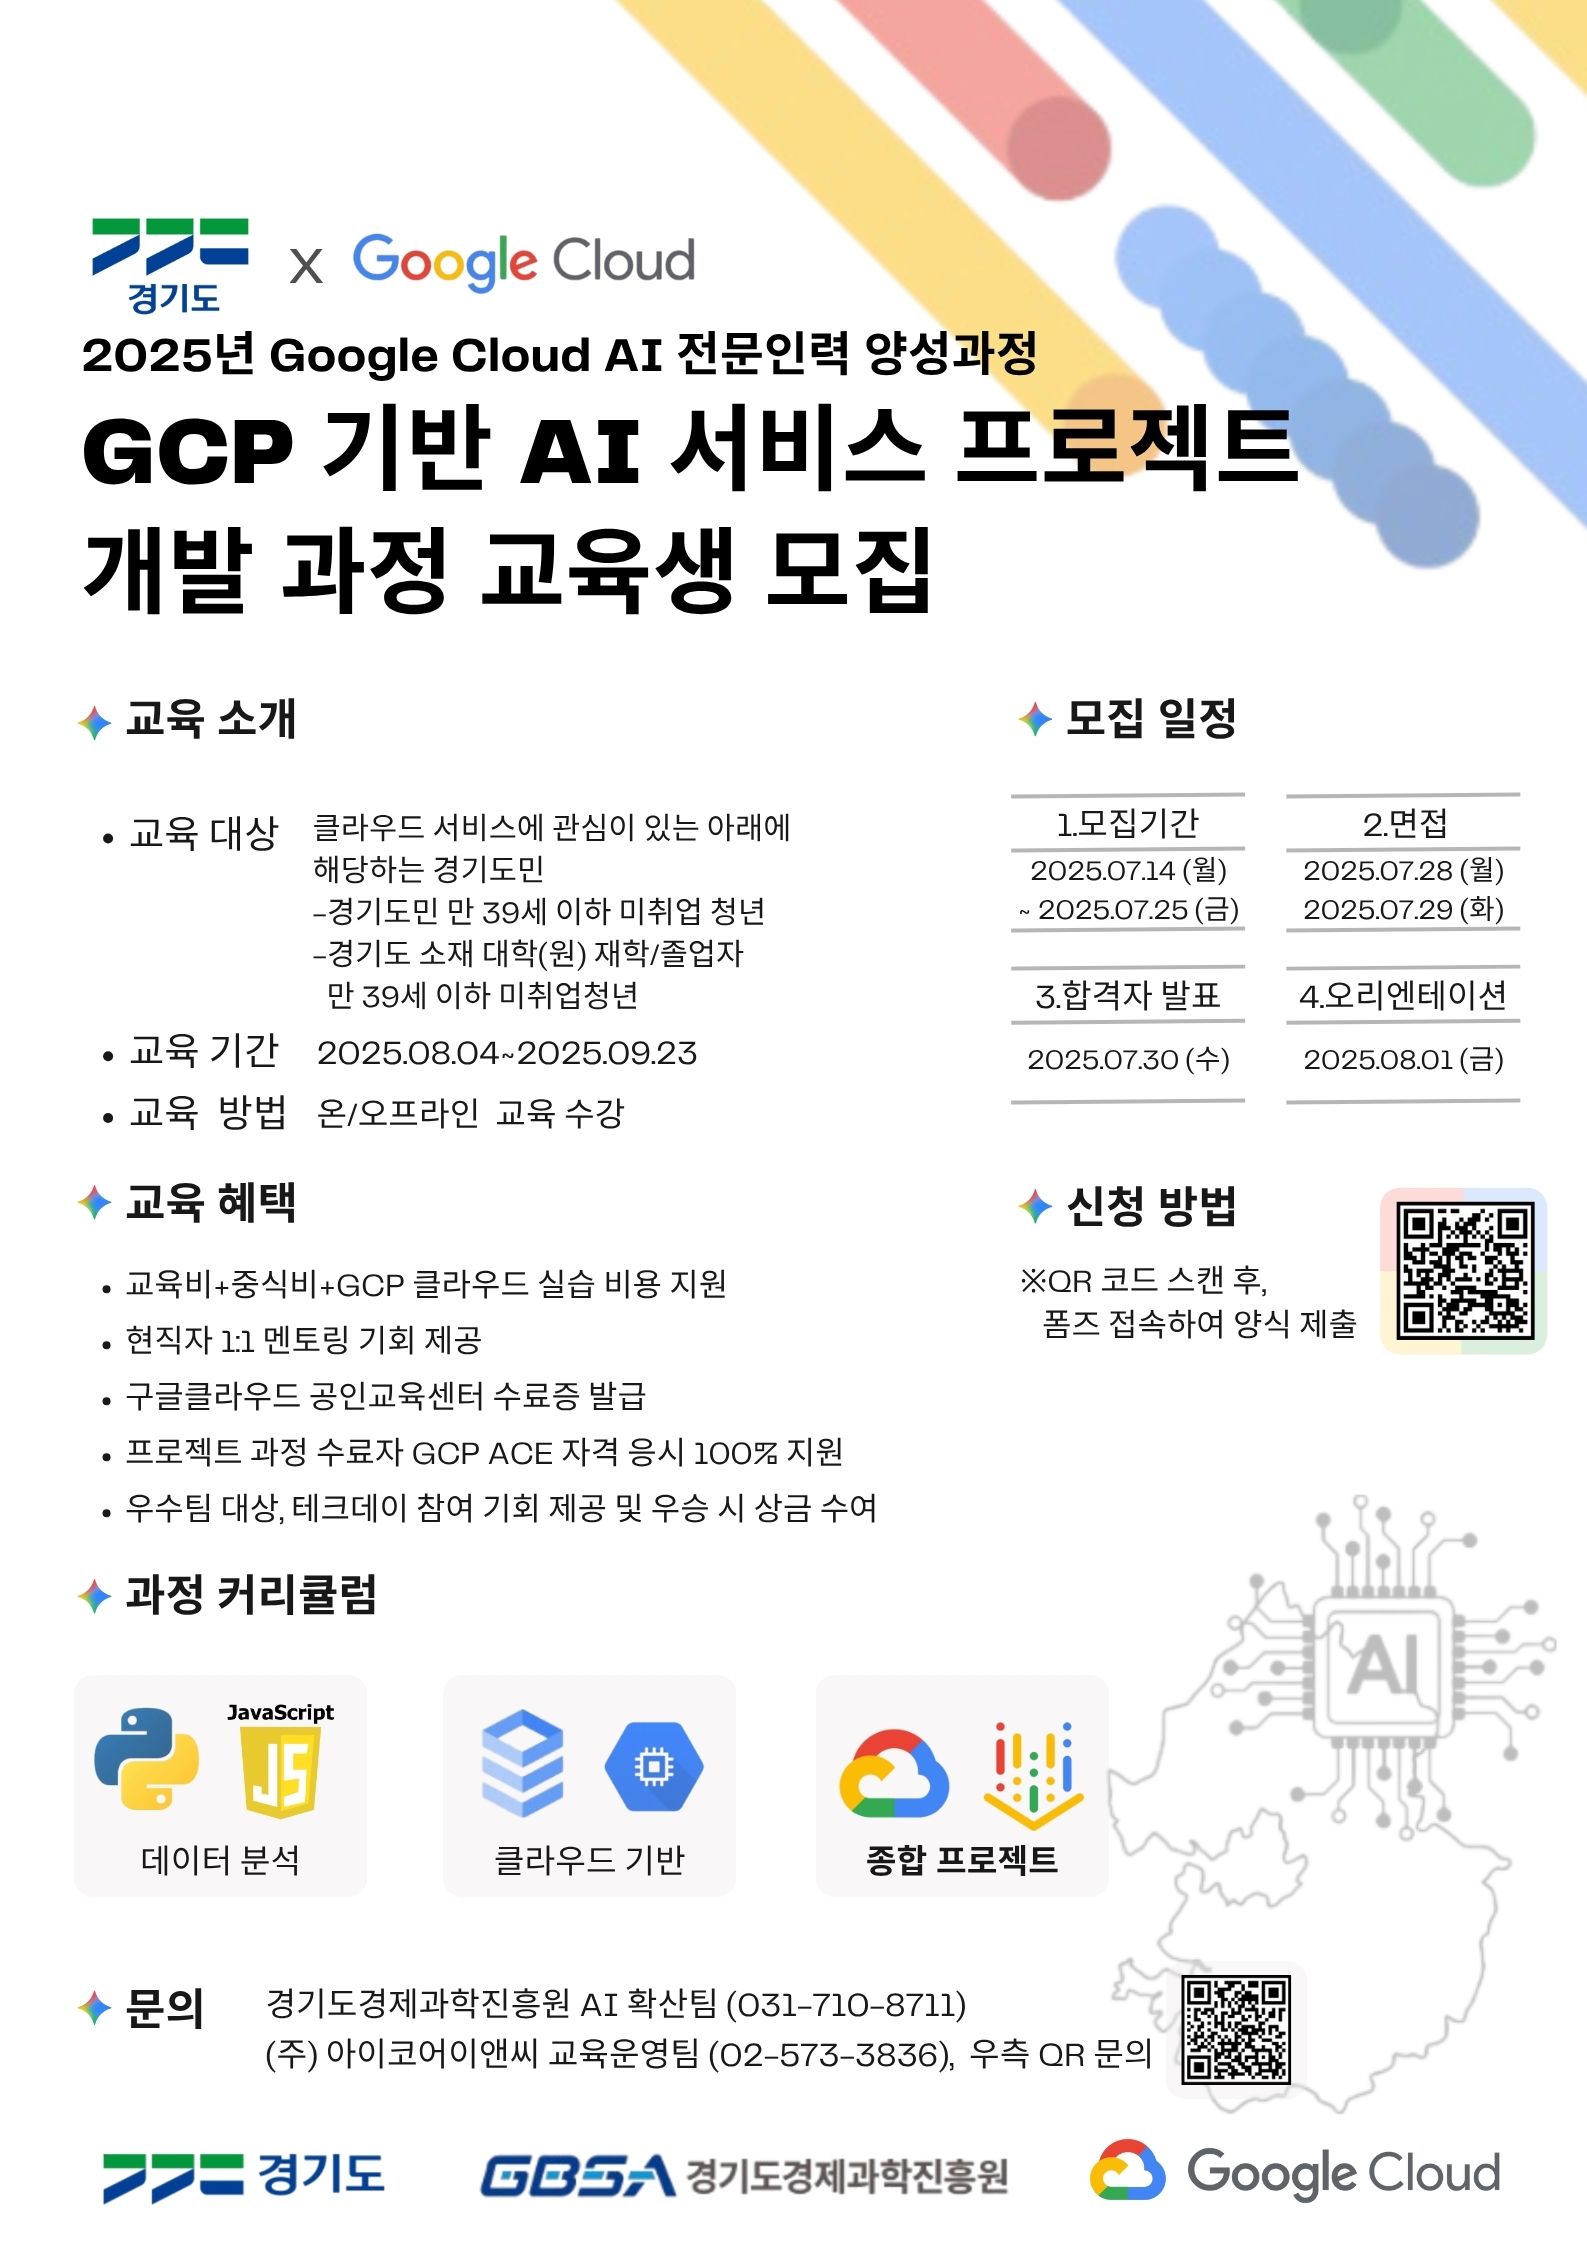 경기도
x Google Cloud
2025년 Google Cloud AI 전문인력 양성과정
GCP 기반 AI 서비스 프로젝트
개발 과정 교육생 모집
교육 소개
• 교육 대상 클라우드 서비스에 관심이 있는 아래에
해당하는 경기도민
-경기도민 만 39세 이하 미취업 청년
-경기도 소재 대학(원) 재학/졸업자
만 39세 이하 미취업청년
• 교육 기간 2025.08.04~2025.09.23
• 교육 방법 온/오프라인 교육 수강
모집 일정
1.모집기간
2025.07.14 (월)
~ 2025.07.25 (금)
2.면접
2025.07.28 (월)
2025.07.29 (화)
3.합격자 발표
2025.07.30 (수)
4.오리엔테이션
2025.08.01 (금)
교육 혜택
• 교육비+중식비+GCP 클라우드 실습 비용 지원
• 현직자 1:1 멘토링 기회 제공
• 구글클라우드 공인교육센터 수료증 발급
• 프로젝트 과정 수료자 GCP ACE 자격 응시 100% 지원
• 우수팀 대상, 테크데이 참여 기회 제공 및 우승 시 상금 수여
신청 방법
※QR 코드 스캔 후,
폼즈 접속하여 양식 제출
과정 커리큘럼
JavaScript
JS
데이터 분석
클라우드 기반
종합 프로젝트
AI
문의
경기도경제과학진흥원 AI 확산팀 (031-710-8711)
(주) 아이코어이앤씨 교육운영팀 (02-573-3836), 우측 QR 문의
경기도
GBSA 경기도경제과학진흥원
Google Cloud